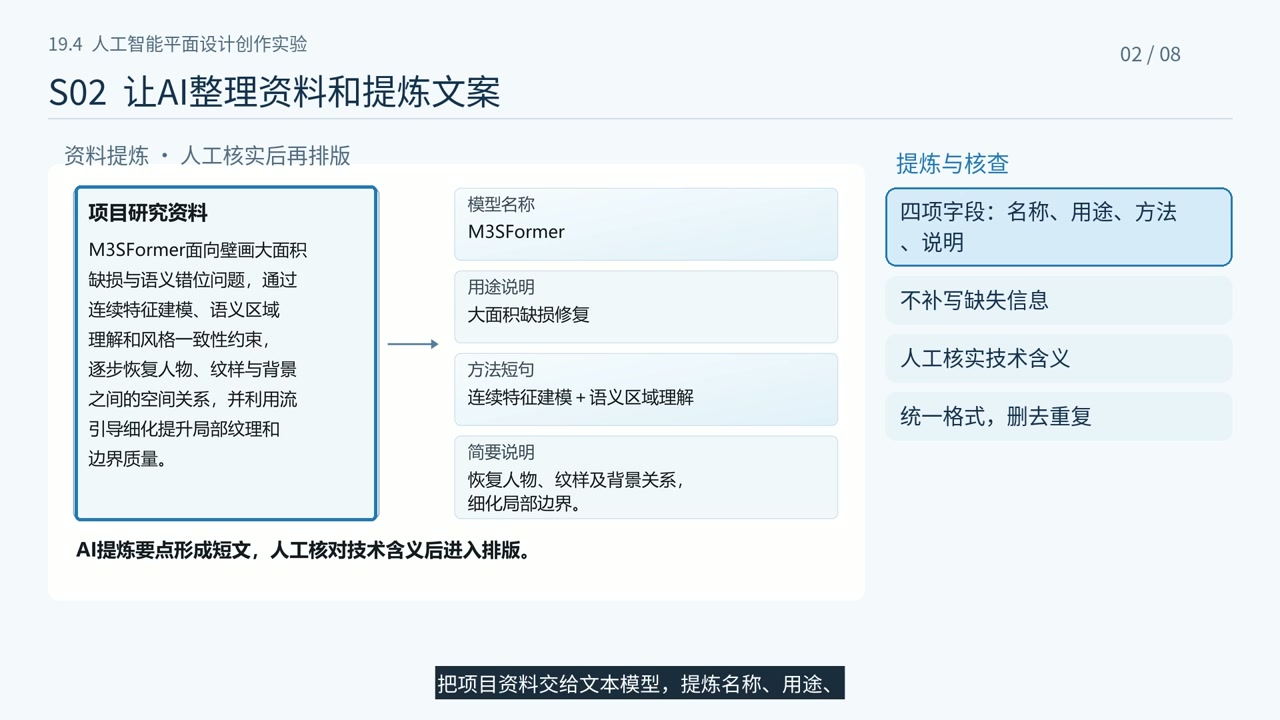 19.4 人工智能平面设计创作实验
02 / 08
S02 让AI整理资料和提炼文案
资料提炼 · 人工核实后再排版
项目研究资料
M3SFormer面向壁画大面积
缺损与语义错位问题，通过
连续特征建模、语义区域
理解和风格一致性约束，
逐步恢复人物、纹样与背景
之间的空间关系，并利用流
引导细化提升局部纹理和
边界质量。
模型名称
M3SFormer
用途说明
大面积缺损修复
方法短句
连续特征建模＋语义区域理解
简要说明
恢复人物、纹样及背景关系，
细化局部边界。
AI提炼要点形成短文，人工核对技术含义后进入排版。
提炼与核查
四项字段：名称、用途、方法
、说明
不补写缺失信息
人工核实技术含义
统一格式，删去重复
把项目资料交给文本模型，提炼名称、用途、